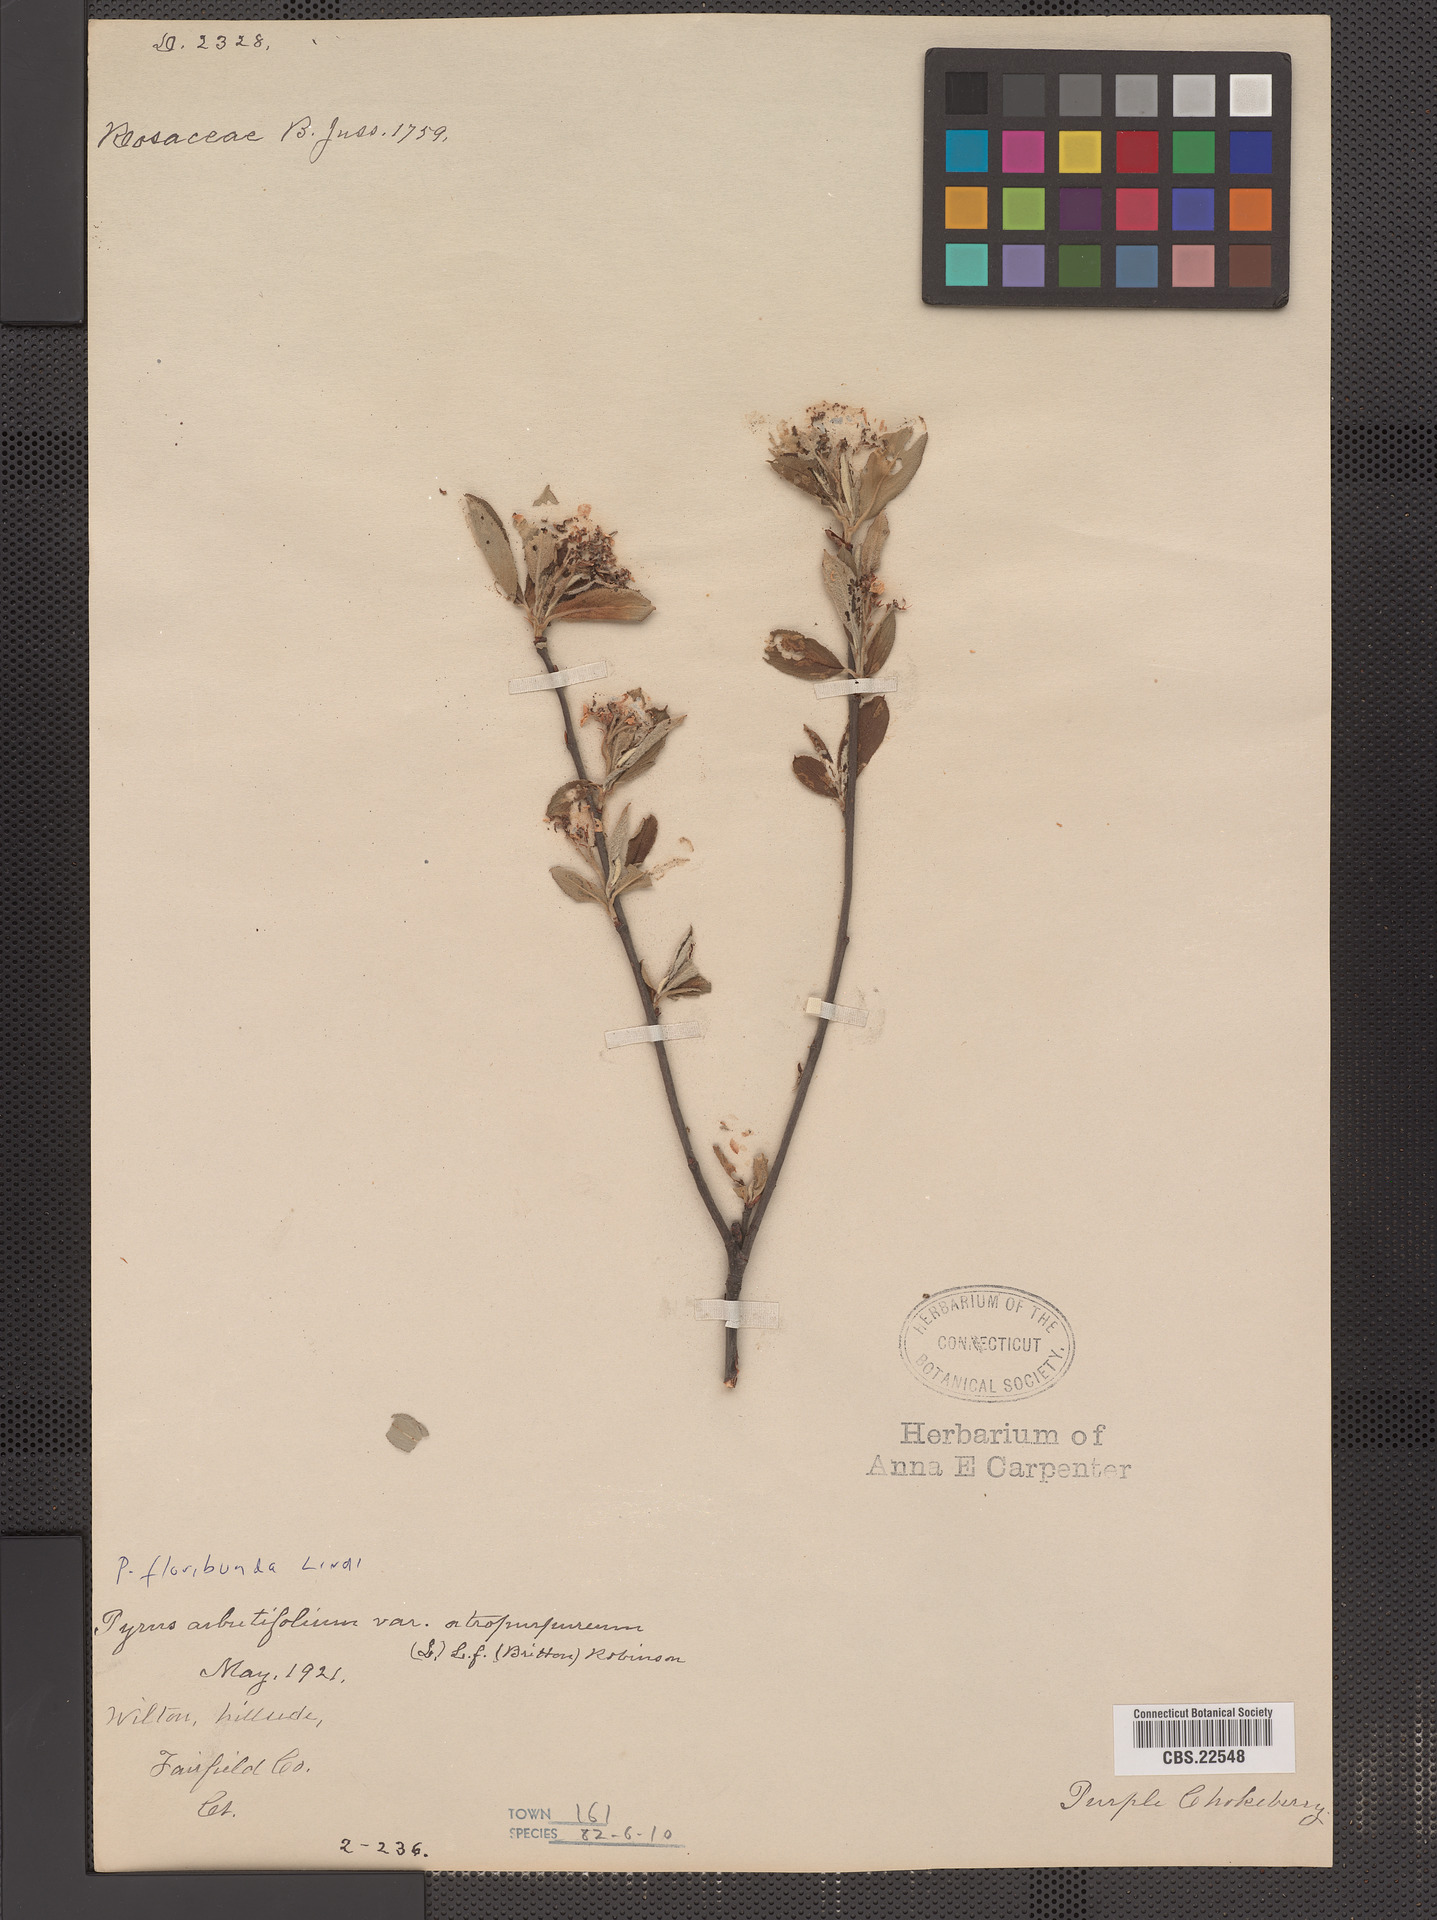 D. 2328.
Rosaceae B. Juss. 1759.
HERBARIUM OF THE
CONNECTICUT
BOTANICAL SOCIETY.
Herbarium of
Anna E Carpenter
P. floribunda Lindl
Pyrus arbutifolium var. atropurpureum
(L.) L.f. (Britton) Robinson
May, 1921.
Wilton, hillside,
Fairfield Co.
Ct.
2-236.
TOWN 161
SPECIES 82-6-10
Connecticut Botanical Society
CBS.22548
Purple Chokeberry.